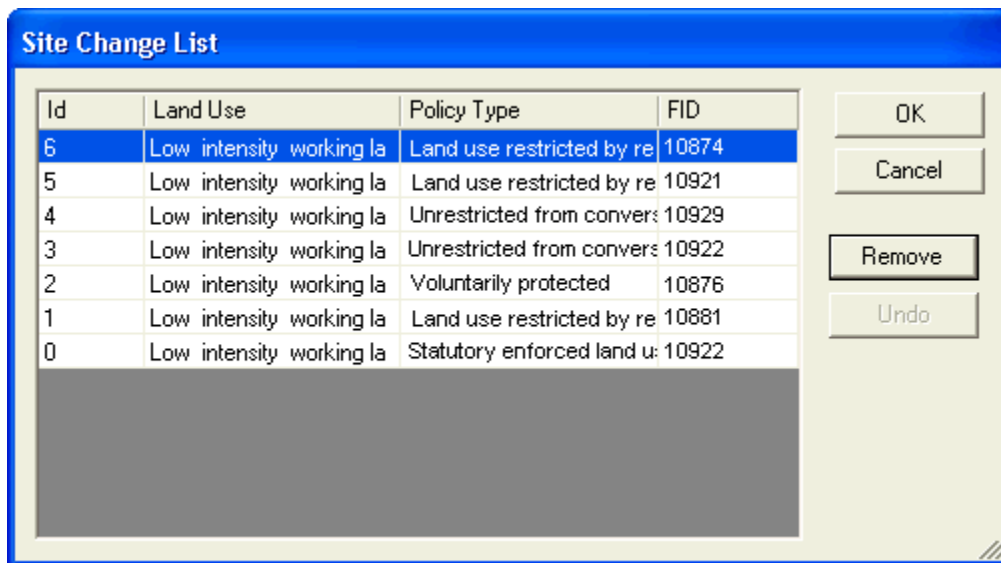 Site Change List
Id Land Use Policy Type FID
6 Low intensity working la Land use restricted by re 10874
5 Low intensity working la Land use restricted by re 10921
4 Low intensity working la Unrestricted from convers 10929
3 Low intensity working la Unrestricted from convers 10922
2 Low intensity working la Voluntarily protected 10876
1 Low intensity working la Land use restricted by re 10881
0 Low intensity working la Statutory enforced land u 10922
OK
Cancel
Remove
Undo